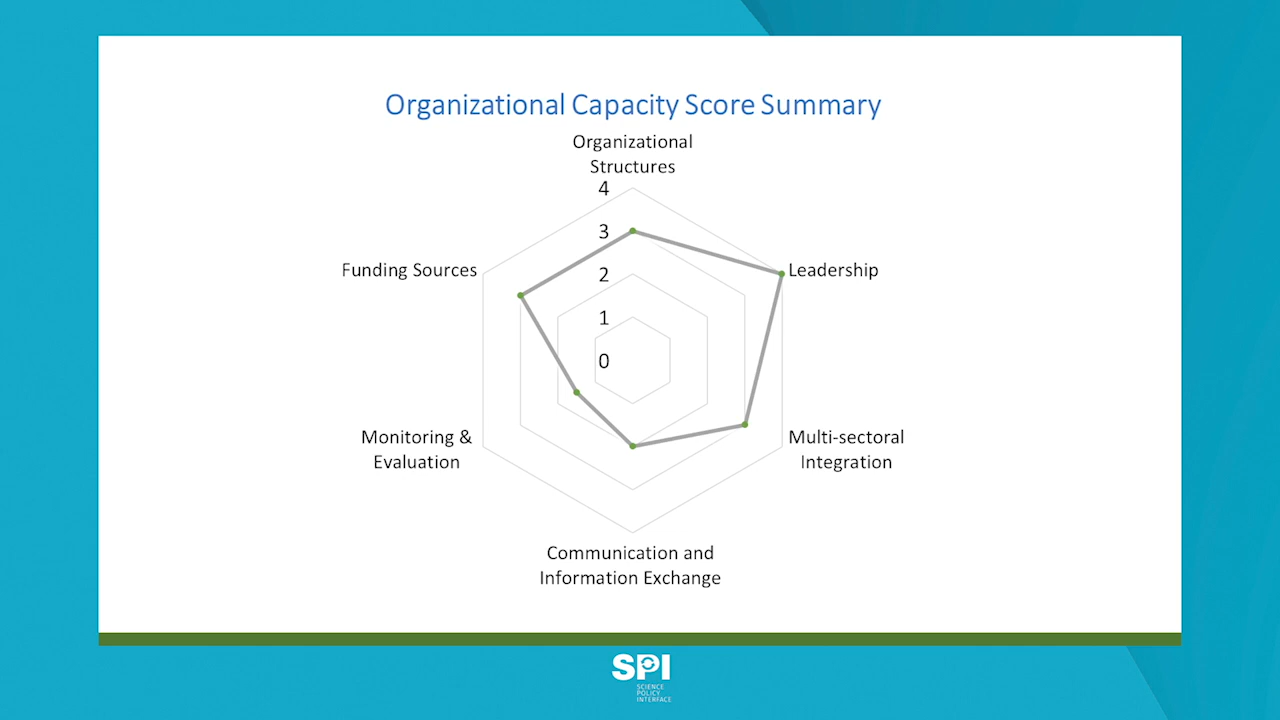 Organizational Capacity Score Summary
Organizational
Structures
4
3
2
1
0
Funding Sources
Leadership
Monitoring &
Evaluation
Multi-sectoral
Integration
Communication and
Information Exchange
SPI
SCIENCE
POLICY
INTERFACE